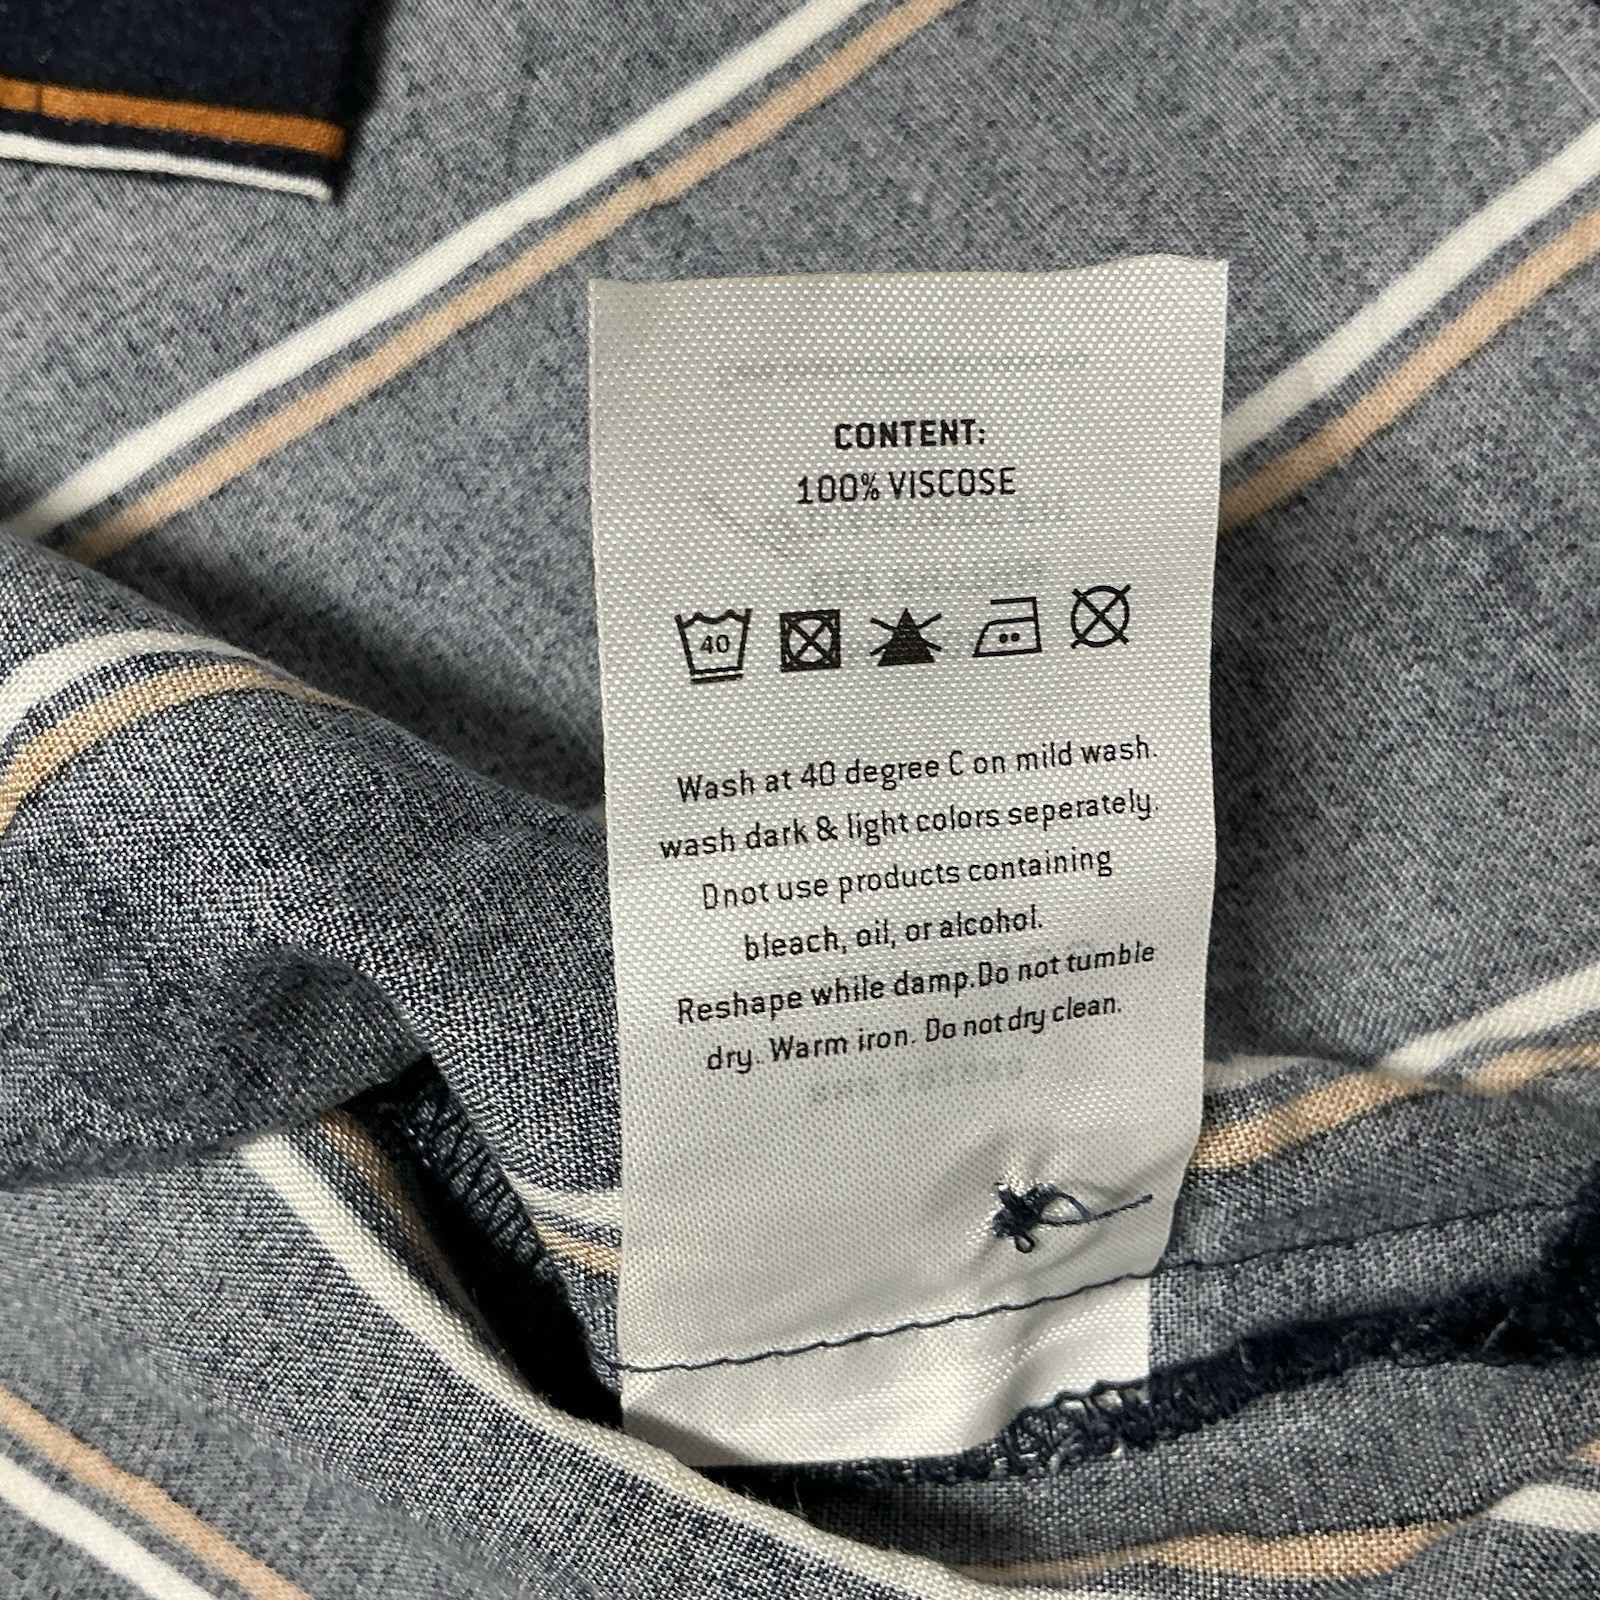 CONTENT:
100% VISCOSE
40
Wash at 40 degree C on mild wash.
wash dark & light colors seperately.
Dnot use products containing
bleach, oil, or alcohol.
Reshape while damp.Do not tumble
dry. Warm iron. Do not dry clean.